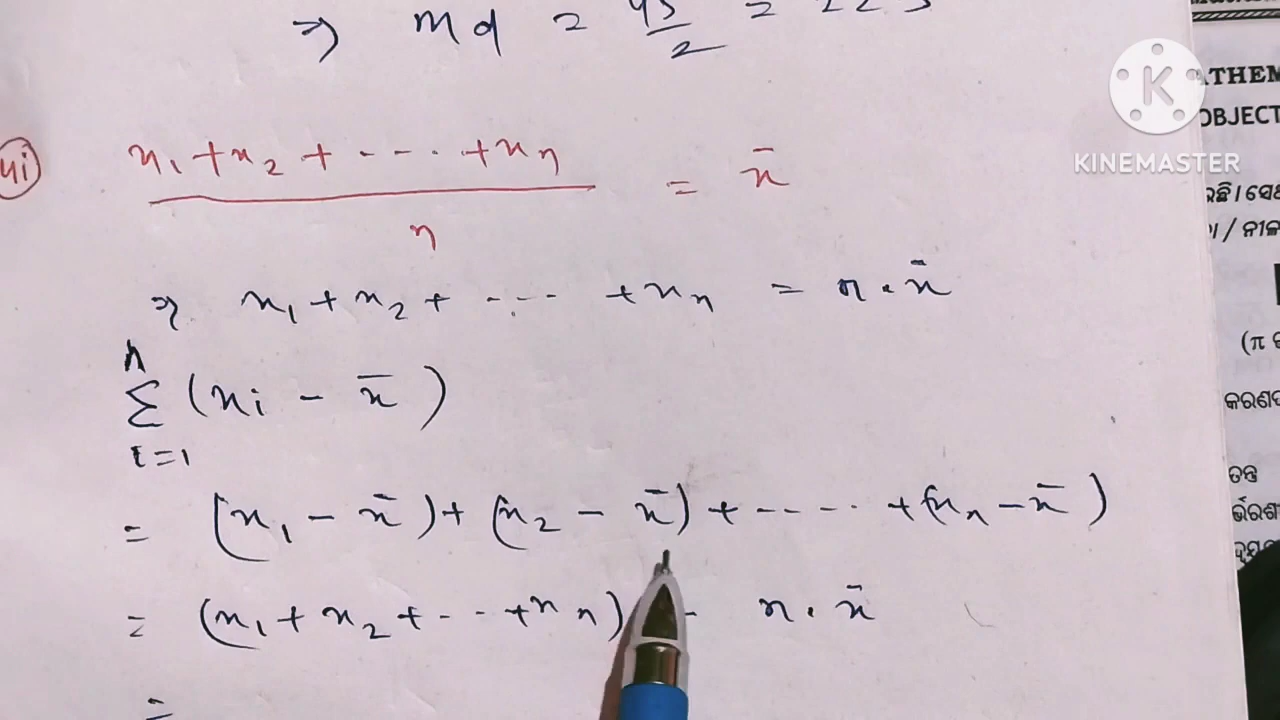 ⇒ Md = 45/2 = 22.5
(x₁ + x₂ + ---- + xₙ)/n = x̄
⇒ x₁ + x₂ + ---- + xₙ = n . x̄
n
Σ (xᵢ - x̄)
i=1
= (x₁ - x̄) + (x₂ - x̄) + ---- + (xₙ - x̄)
= (x₁ + x₂ + --- + xₙ) - n . x̄
=
KINEMASTER
ATHEM
OBJECT
(π